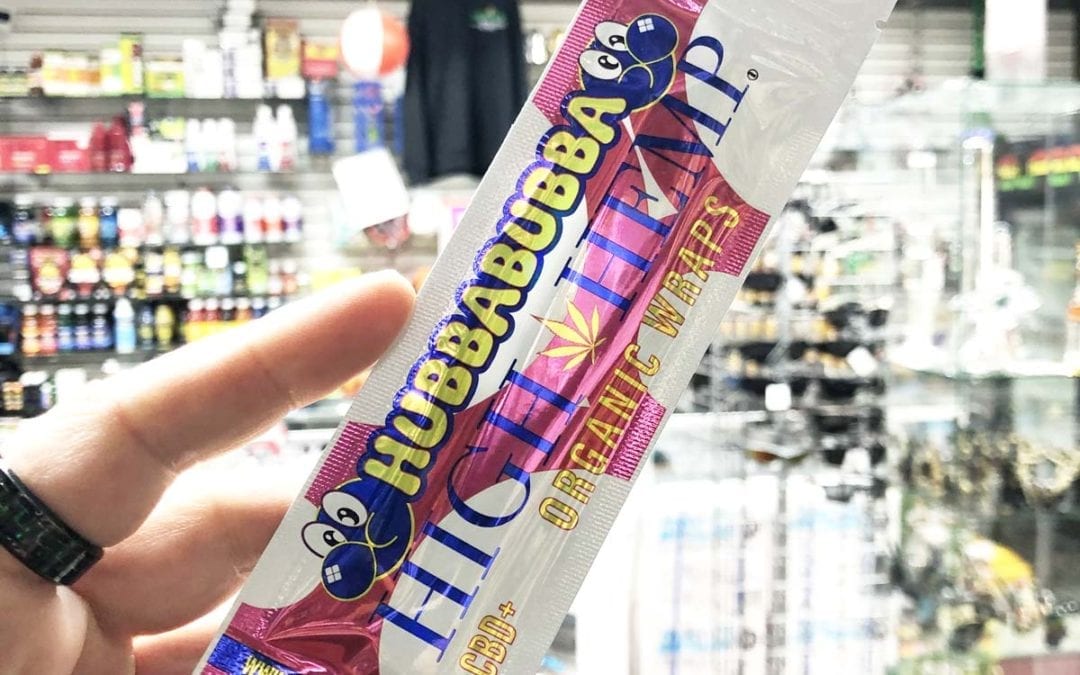 HUBBABUBBA
HIGH HEMP®
ORGANIC WRAPS
CBD+